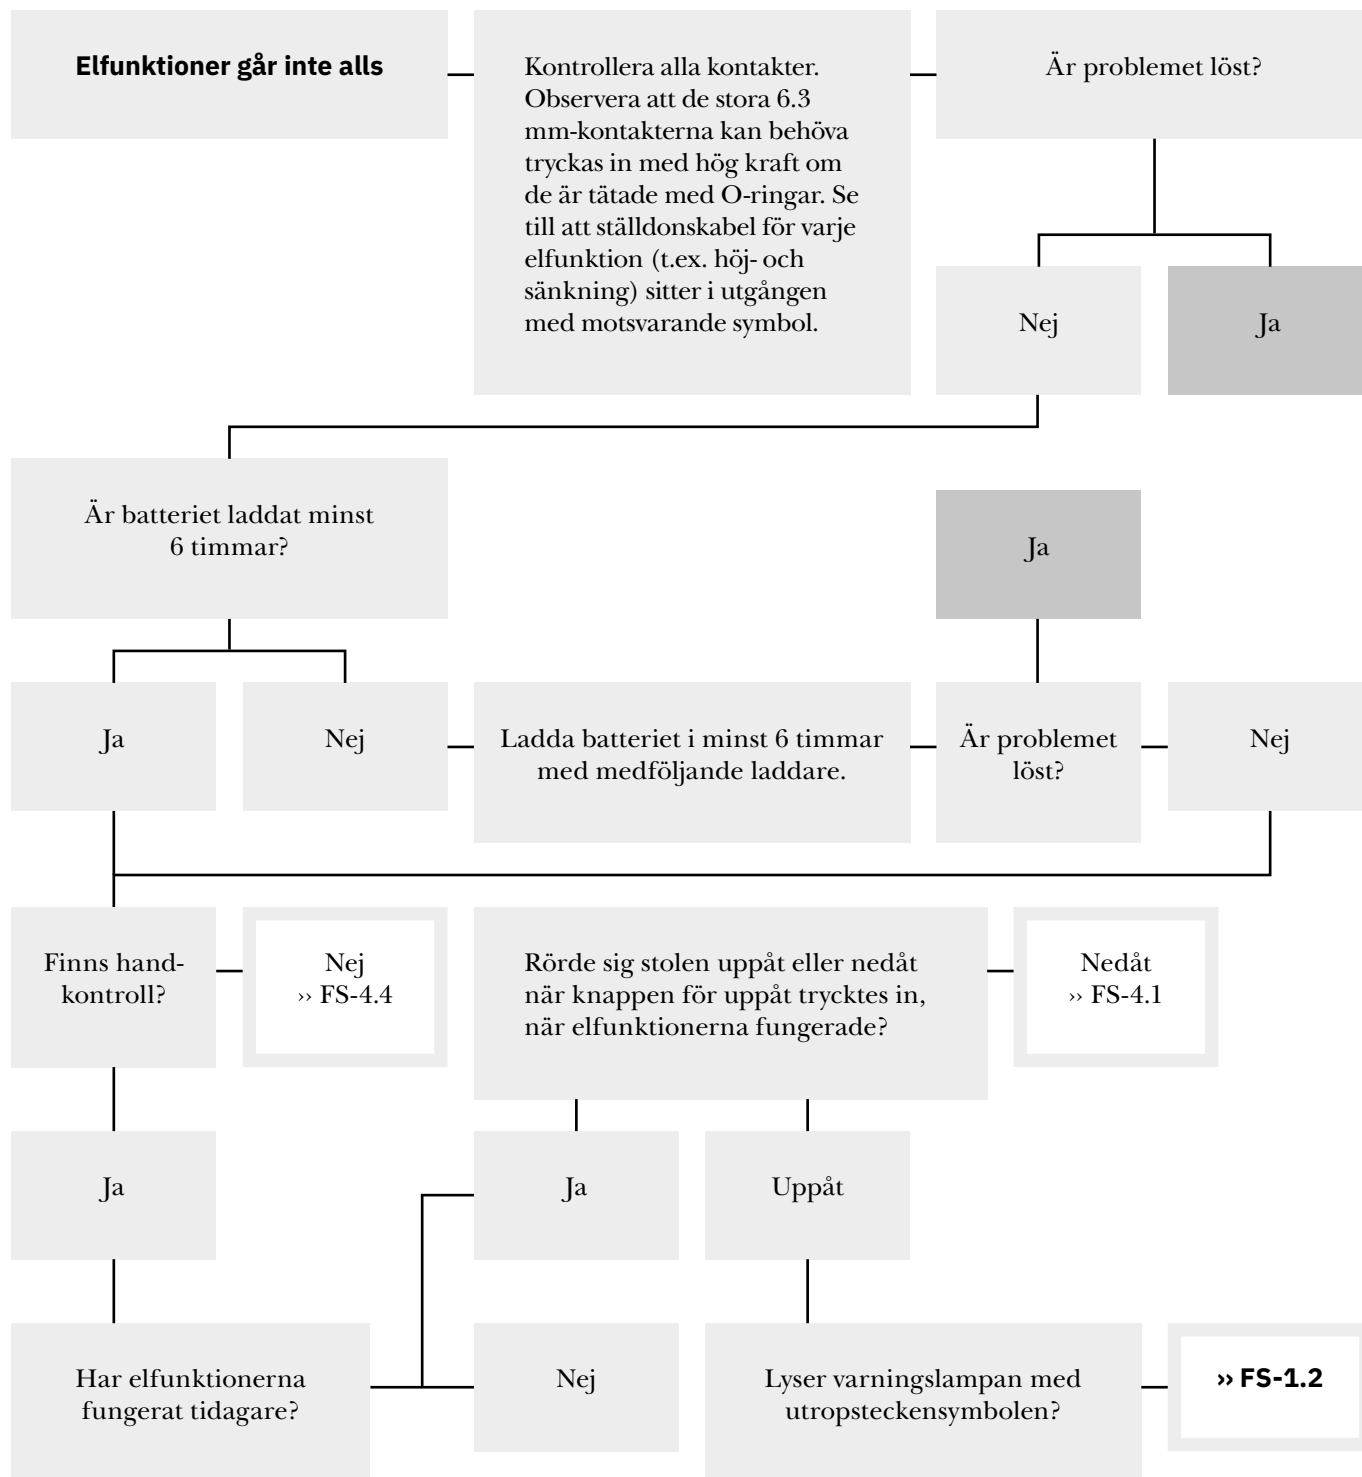 Elfunktioner går inte alls
Kontrollera alla kontakter.
Observera att de stora 6.3
mm-kontakterna kan behöva
tryckas in med hög kraft om
de är tätade med O-ringar. Se
till att ställdonskabel för varje
elfunktion (t.ex. höj- och
sänkning) sitter i utgången
med motsvarande symbol.
Är problemet löst?
Nej
Ja
Är batteriet laddat minst
6 timmar?
Ja
Ja
Nej
Ladda batteriet i minst 6 timmar
med medföljande laddare.
Är problemet
löst?
Nej
Finns hand-
kontroll?
Nej
›› FS-4.4
Rörde sig stolen uppåt eller nedåt
när knappen för uppåt trycktes in,
när elfunktionerna fungerade?
Nedåt
›› FS-4.1
Ja
Ja
Uppåt
Har elfunktionerna
fungerat tidagare?
Nej
Lyser varningslampan med
utropsteckensymbolen?
›› FS-1.2